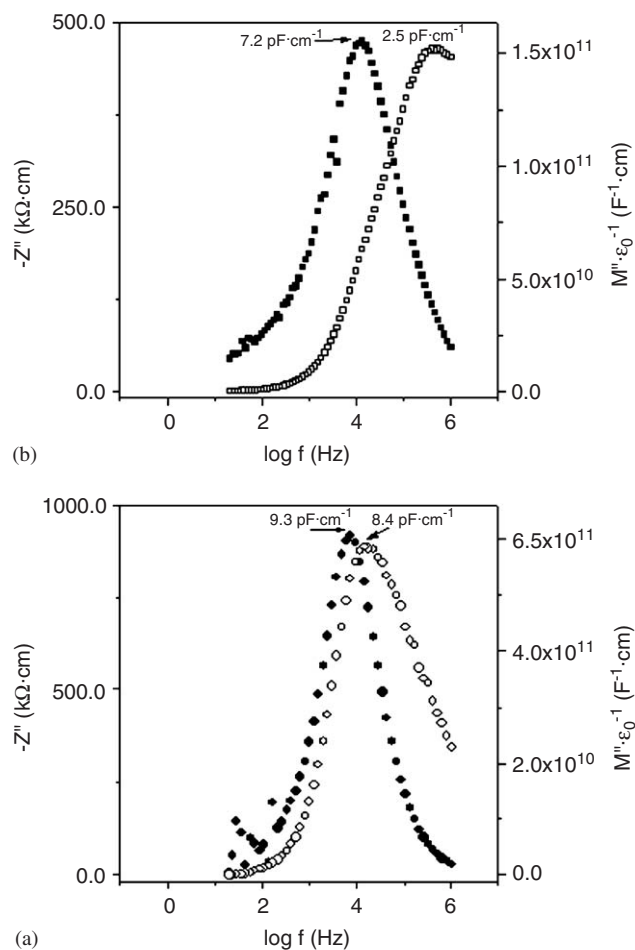 500.0
7.2 pF·cm⁻¹
2.5 pF·cm⁻¹
1.5x10¹¹
250.0
1.0x10¹¹
5.0x10¹⁰
0.0
0.0
-Z" (kΩ·cm)
M"·ε₀⁻¹ (F⁻¹·cm)
0 2 4 6
log f (Hz)
(b)
1000.0
9.3 pF·cm⁻¹
8.4 pF·cm⁻¹
6.5x10¹¹
4.0x10¹¹
500.0
2.0x10¹⁰
0.0
0.0
-Z" (kΩ·cm)
M"·ε₀⁻¹ (F⁻¹·cm)
0 2 4 6
log f (Hz)
(a)